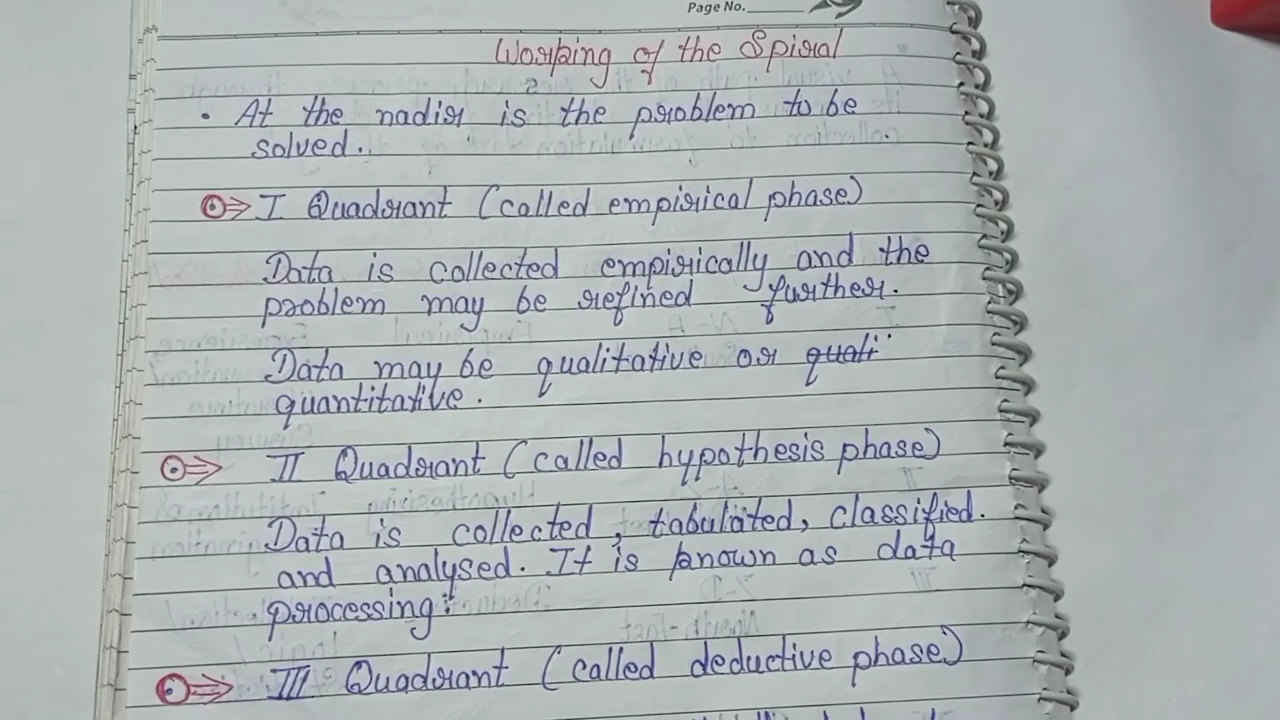 Page No.
Working of the Spiral
• At the nadir is the problem to be
solved.
⊙⇒ I Quadrant (called empirical phase)
Data is collected empirically and the
problem may be refined further.
Data may be qualitative or quali
quantitative.
⊙⇒ II Quadrant (called hypothesis phase)
Data is collected, tabulated, classified.
and analysed. It is known as data
processing.
⊙⇒ III Quadrant (called deductive phase)